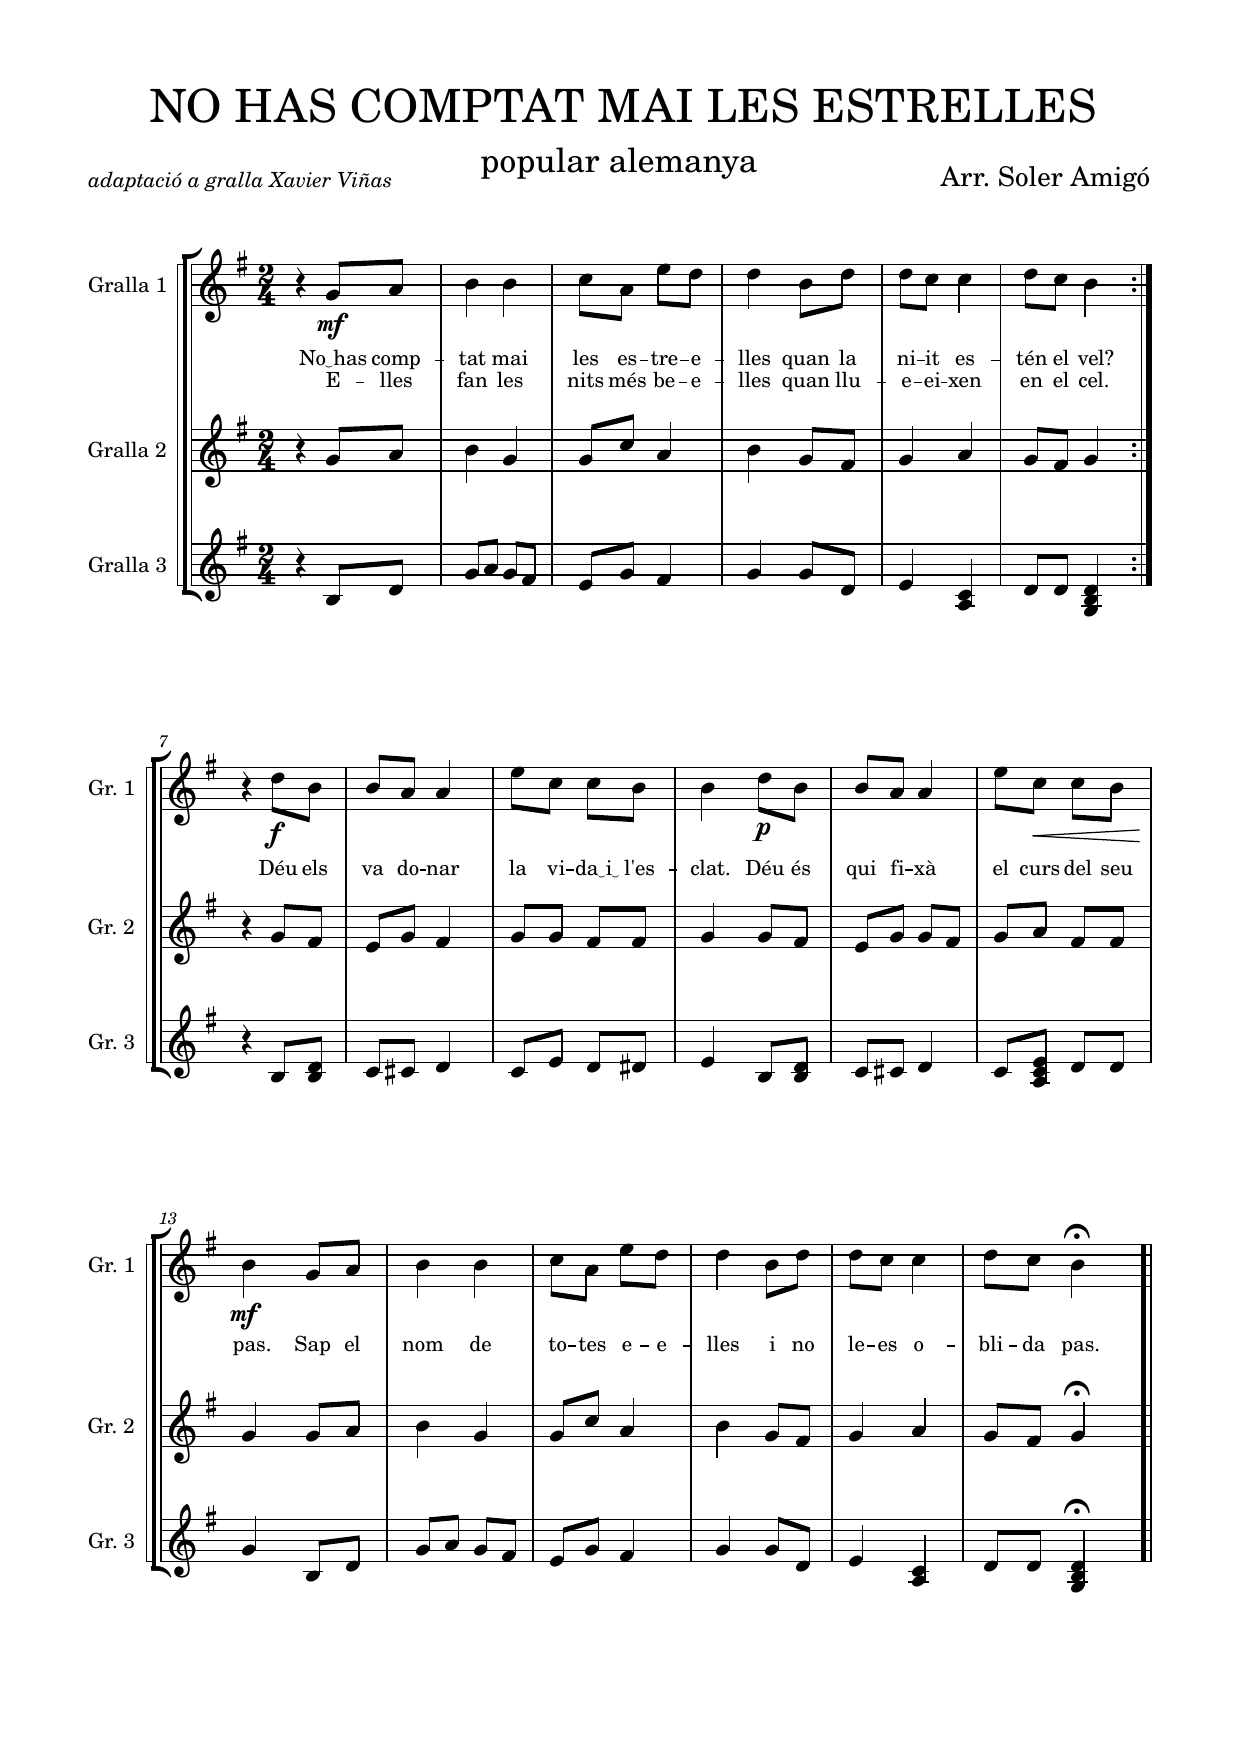 NO HAS COMPTAT MAI LES ESTRELLES
popular alemanya
adaptació a gralla Xavier Viñas
Arr. Soler Amigó
Gralla 1
mf
No‿has comp – tat mai les es – tre – e – lles quan la ni – it es – tén el vel?
E – lles fan les nits més be – e – lles quan llu – e – ei – xen en el cel.
Gralla 2
Gralla 3
7
Gr. 1
f p
Déu els va do – nar la vi – da‿i‿l'es – clat. Déu és qui fi – xà el curs del seu
Gr. 2
Gr. 3
13
Gr. 1
mf
pas. Sap el nom de to – tes e – e – lles i no le – es o – bli – da pas.
Gr. 2
Gr. 3